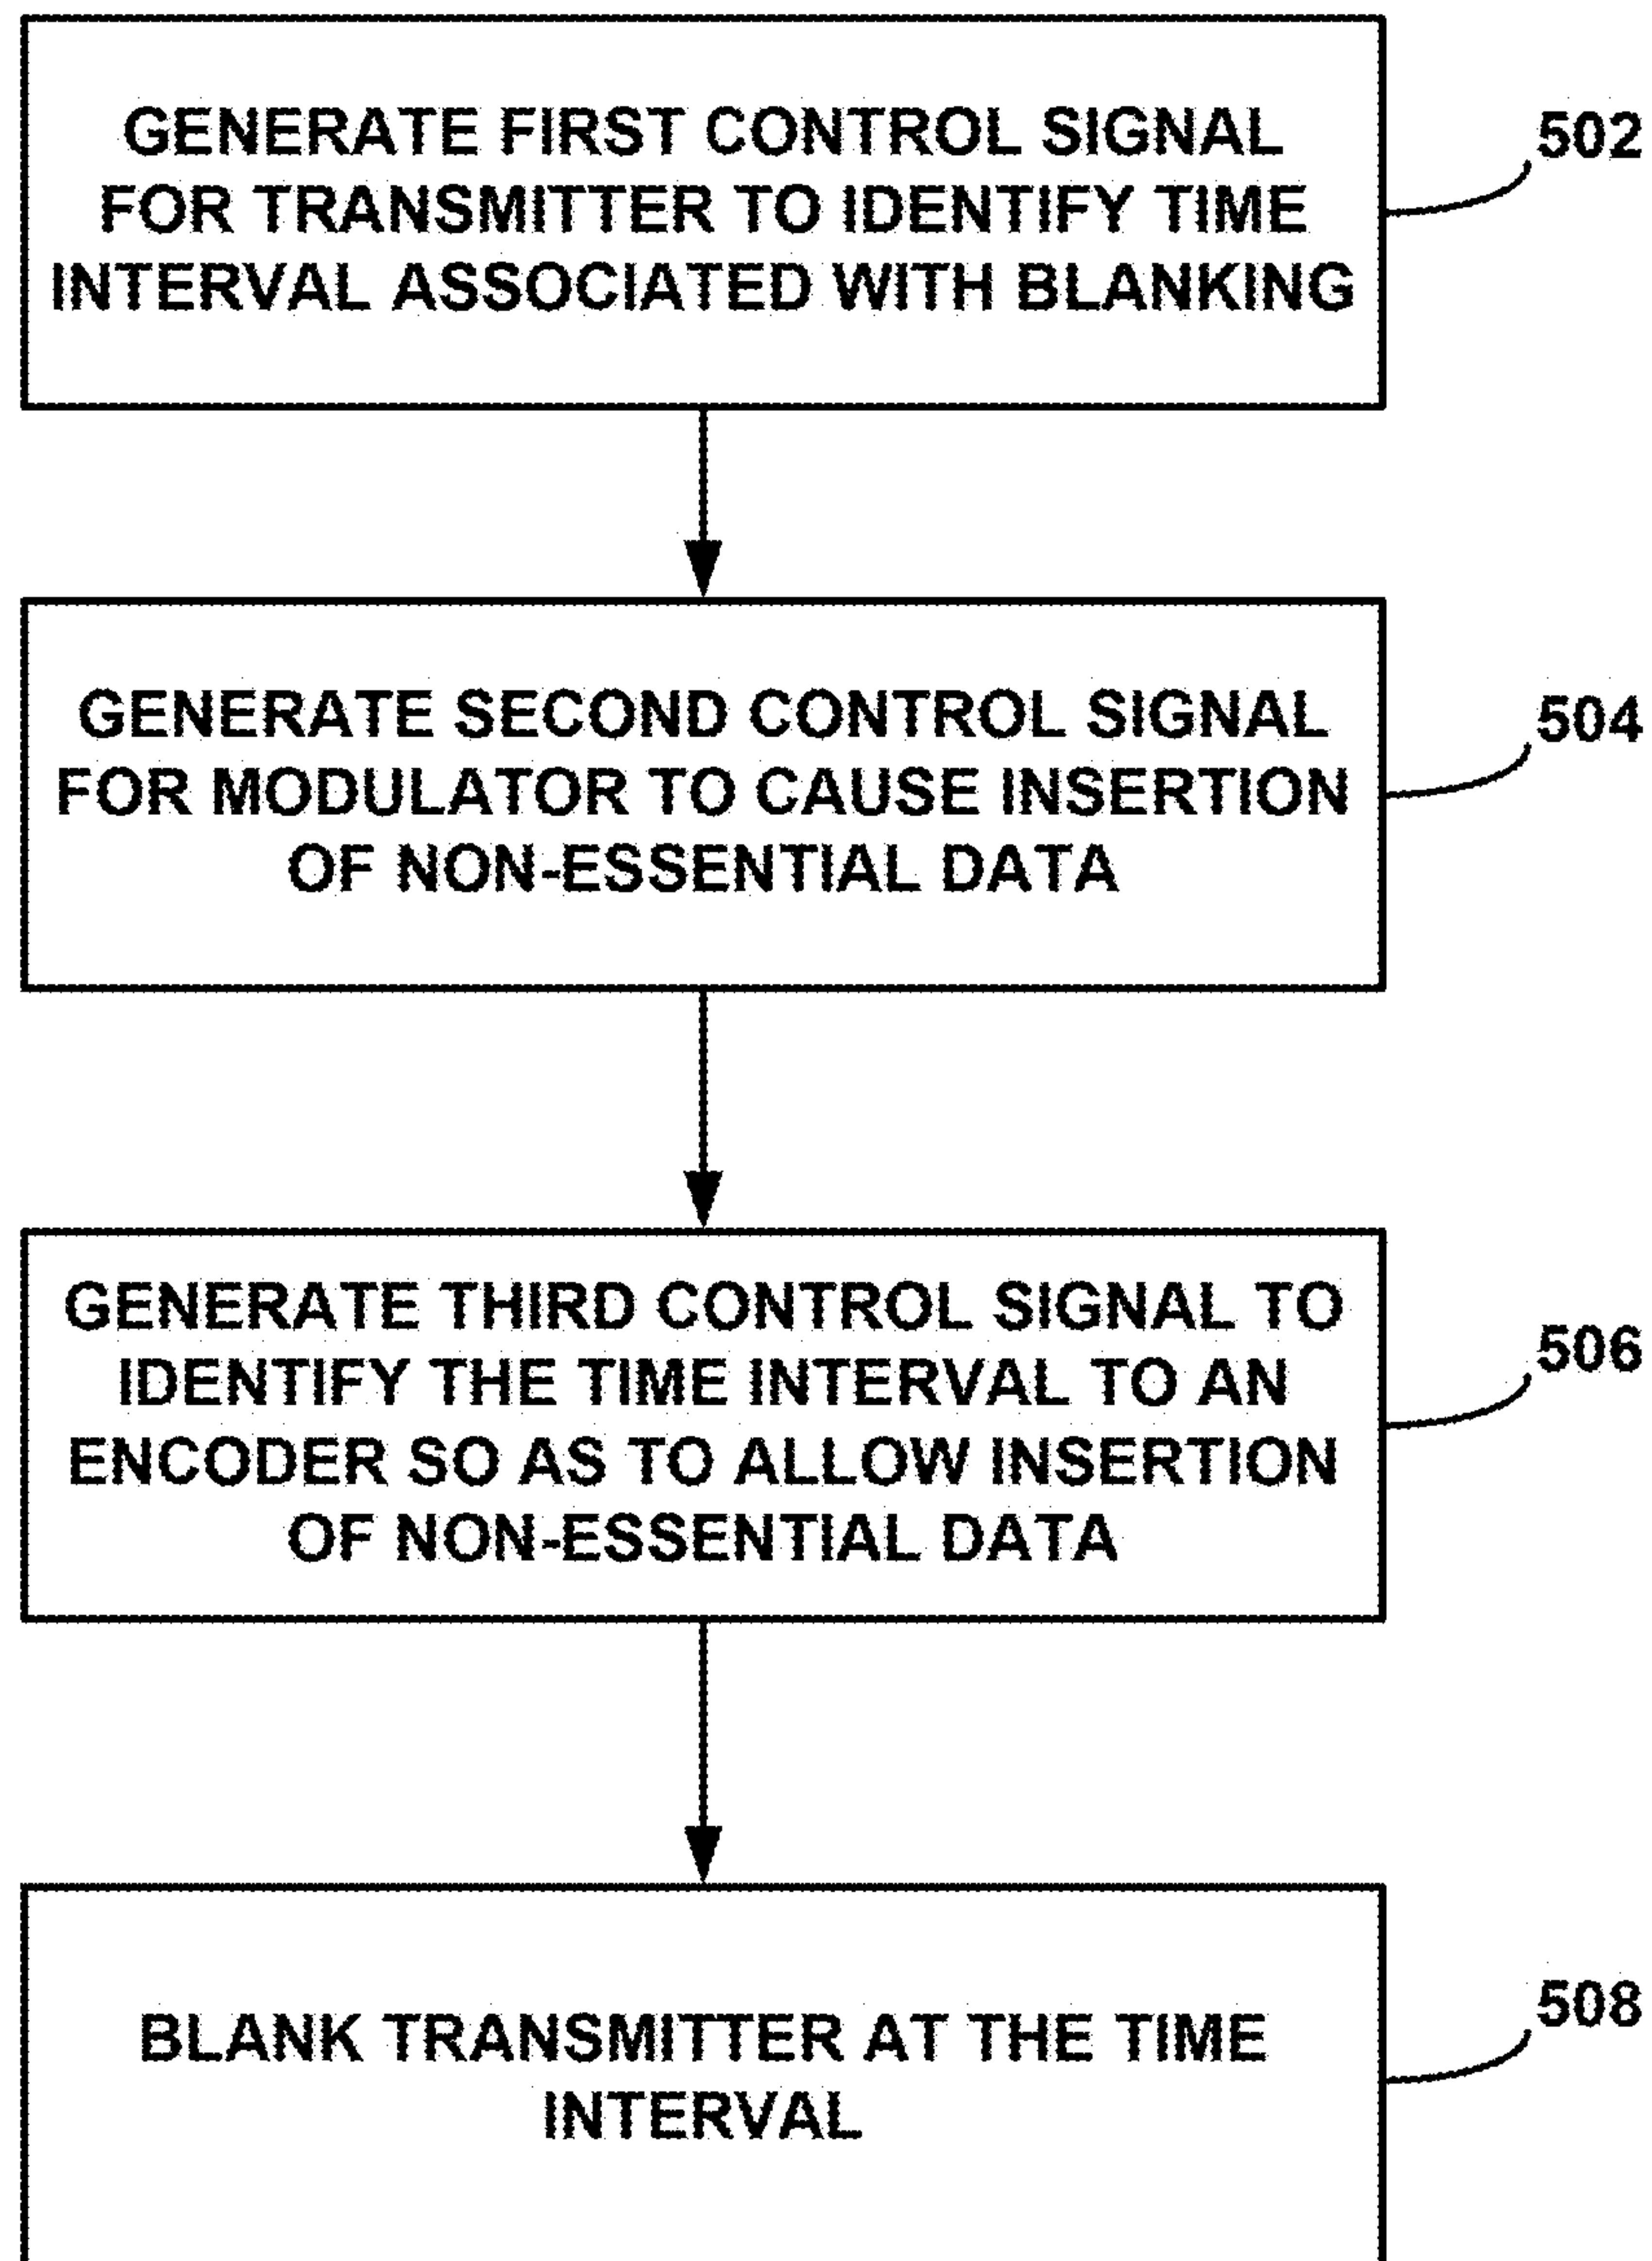 GENERATE FIRST CONTROL SIGNAL
FOR TRANSMITTER TO IDENTIFY TIME
INTERVAL ASSOCIATED WITH BLANKING
502
GENERATE SECOND CONTROL SIGNAL
FOR MODULATOR TO CAUSE INSERTION
OF NON-ESSENTIAL DATA
504
GENERATE THIRD CONTROL SIGNAL TO
IDENTIFY THE TIME INTERVAL TO AN
ENCODER SO AS TO ALLOW INSERTION
OF NON-ESSENTIAL DATA
506
BLANK TRANSMITTER AT THE TIME
INTERVAL
508